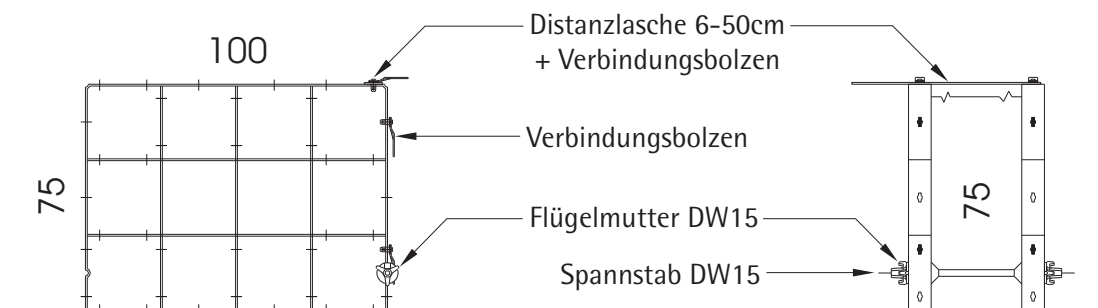 100
Distanzlasche 6-50cm
+ Verbindungsbolzen
Verbindungsbolzen
75
75
Flügelmutter DW15
Spannstab DW15